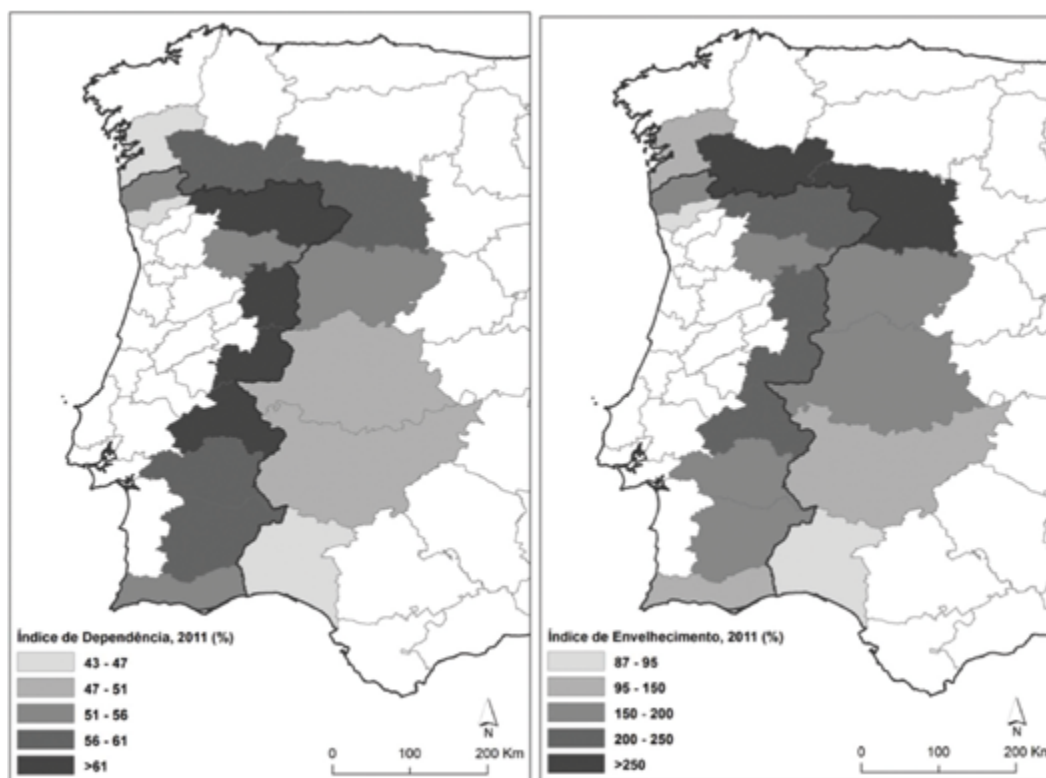 Índice de Dependência, 2011 (%)
43 - 47
47 - 51
51 - 56
56 - 61
>61
N
0 100 200 Km
Índice de Envelhecimento, 2011 (%)
87 - 95
95 - 150
150 - 200
200 - 250
>250
N
0 100 200 Km